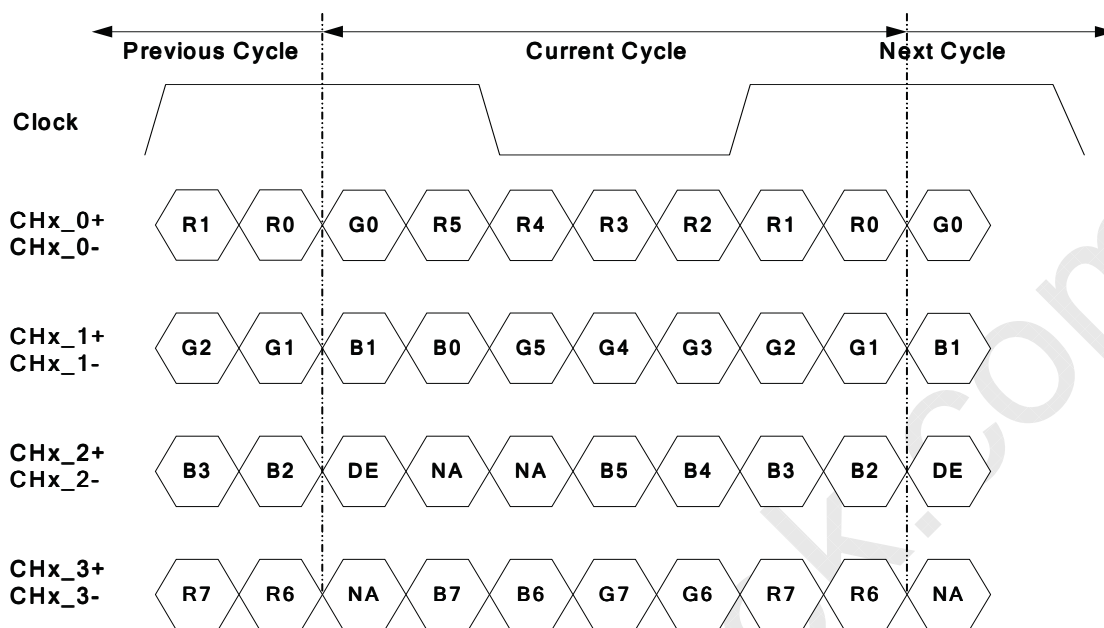 Previous Cycle Current Cycle Next Cycle
Clock
CHx_0+
CHx_0-
R1 R0 G0 R5 R4 R3 R2 R1 R0 G0
CHx_1+
CHx_1-
G2 G1 B1 B0 G5 G4 G3 G2 G1 B1
CHx_2+
CHx_2-
B3 B2 DE NA NA B5 B4 B3 B2 DE
CHx_3+
CHx_3-
R7 R6 NA B7 B6 G7 G6 R7 R6 NA
k.com